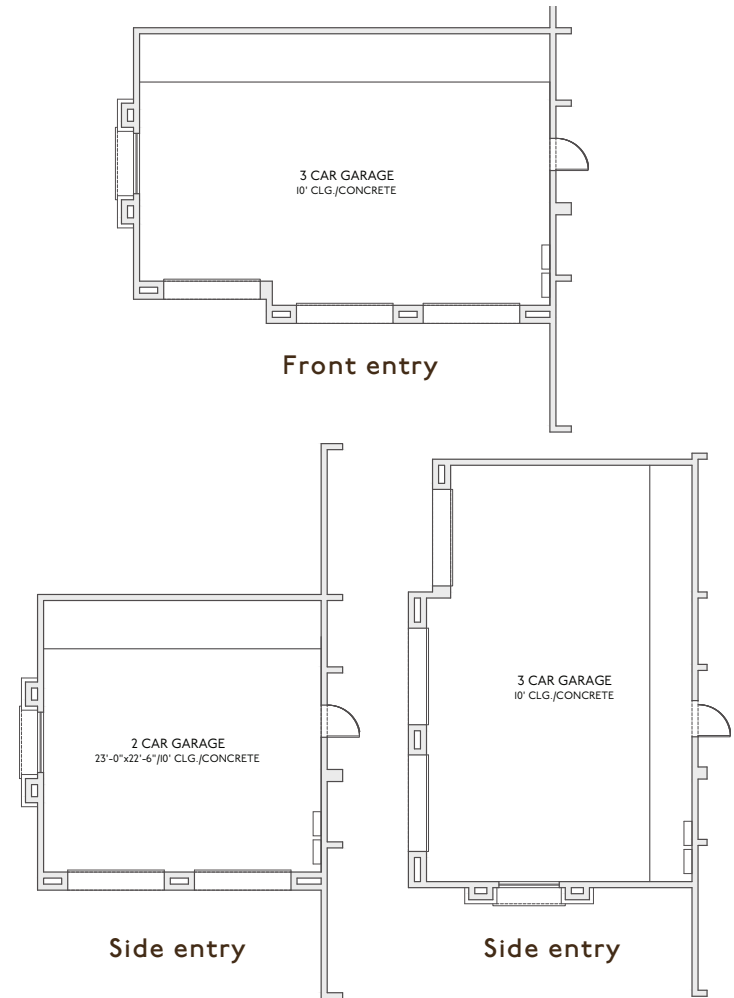 3 CAR GARAGE
10' CLG./CONCRETE
Front entry
2 CAR GARAGE
23'-0"x22'-6"/10' CLG./CONCRETE
Side entry
3 CAR GARAGE
10' CLG./CONCRETE
Side entry